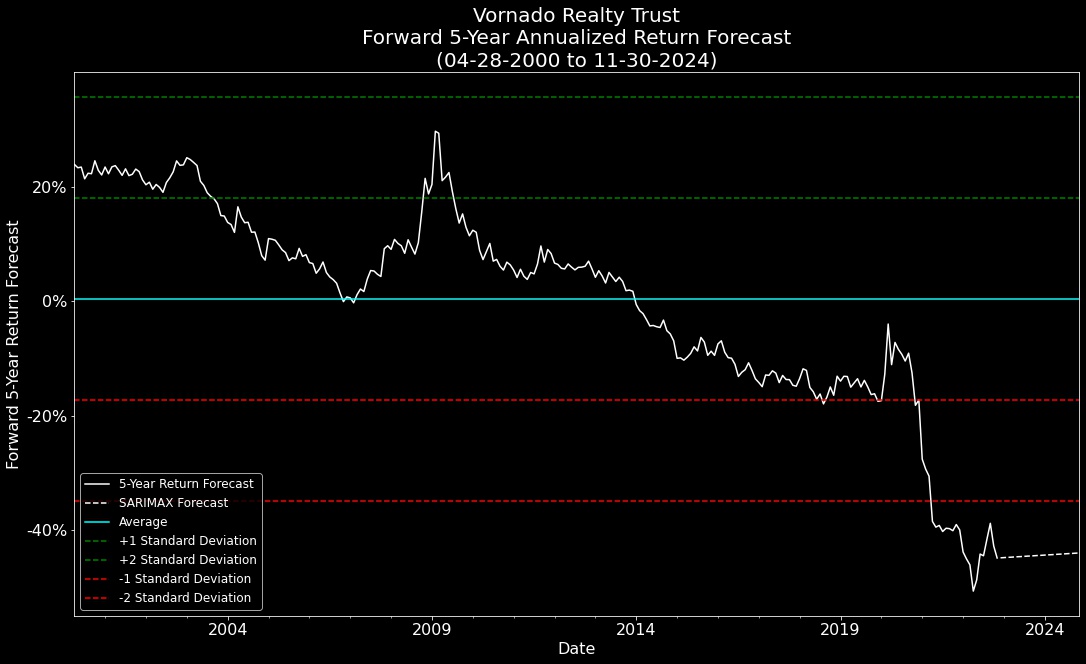 Vornado Realty Trust
Forward 5-Year Annualized Return Forecast
(04-28-2000 to 11-30-2024)
Forward 5-Year Return Forecast
20%
0%
-20%
-40%
5-Year Return Forecast
SARIMAX Forecast
Average
+1 Standard Deviation
+2 Standard Deviation
-1 Standard Deviation
-2 Standard Deviation
2004
2009
2014
2019
2024
Date